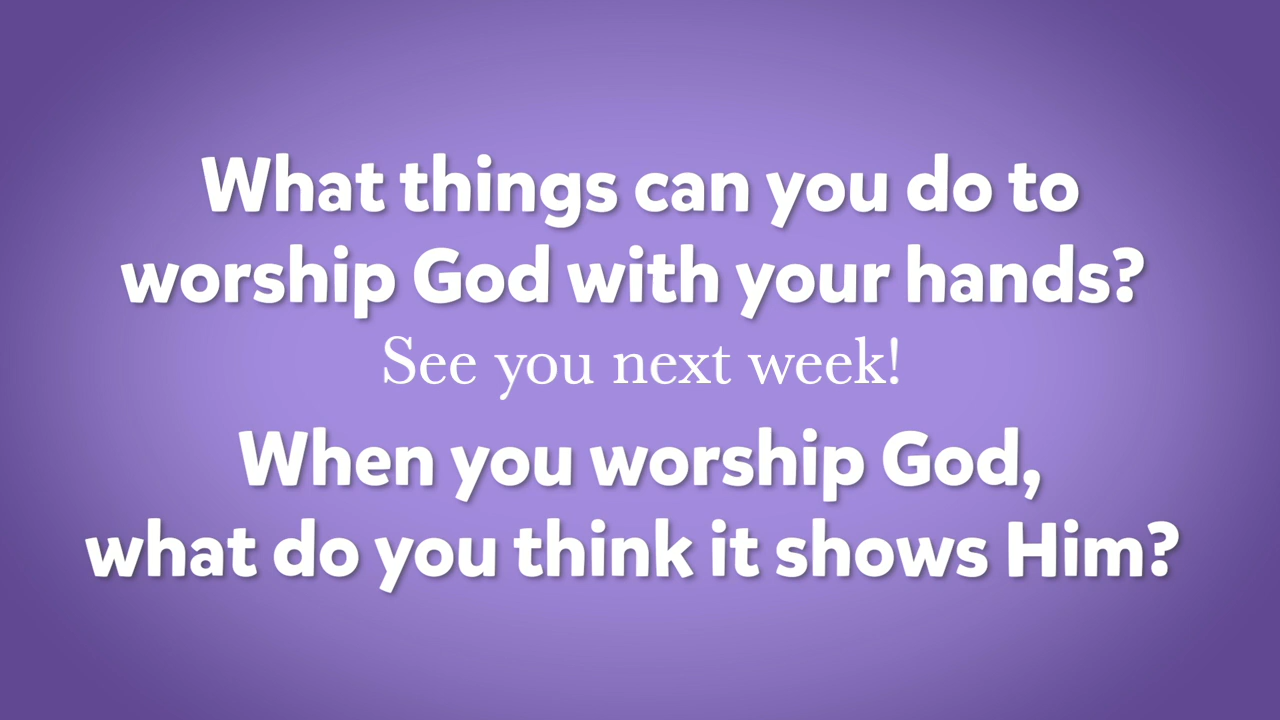 What things can you do to
worship God with your hands?
See you next week!
When you worship God,
what do you think it shows Him?